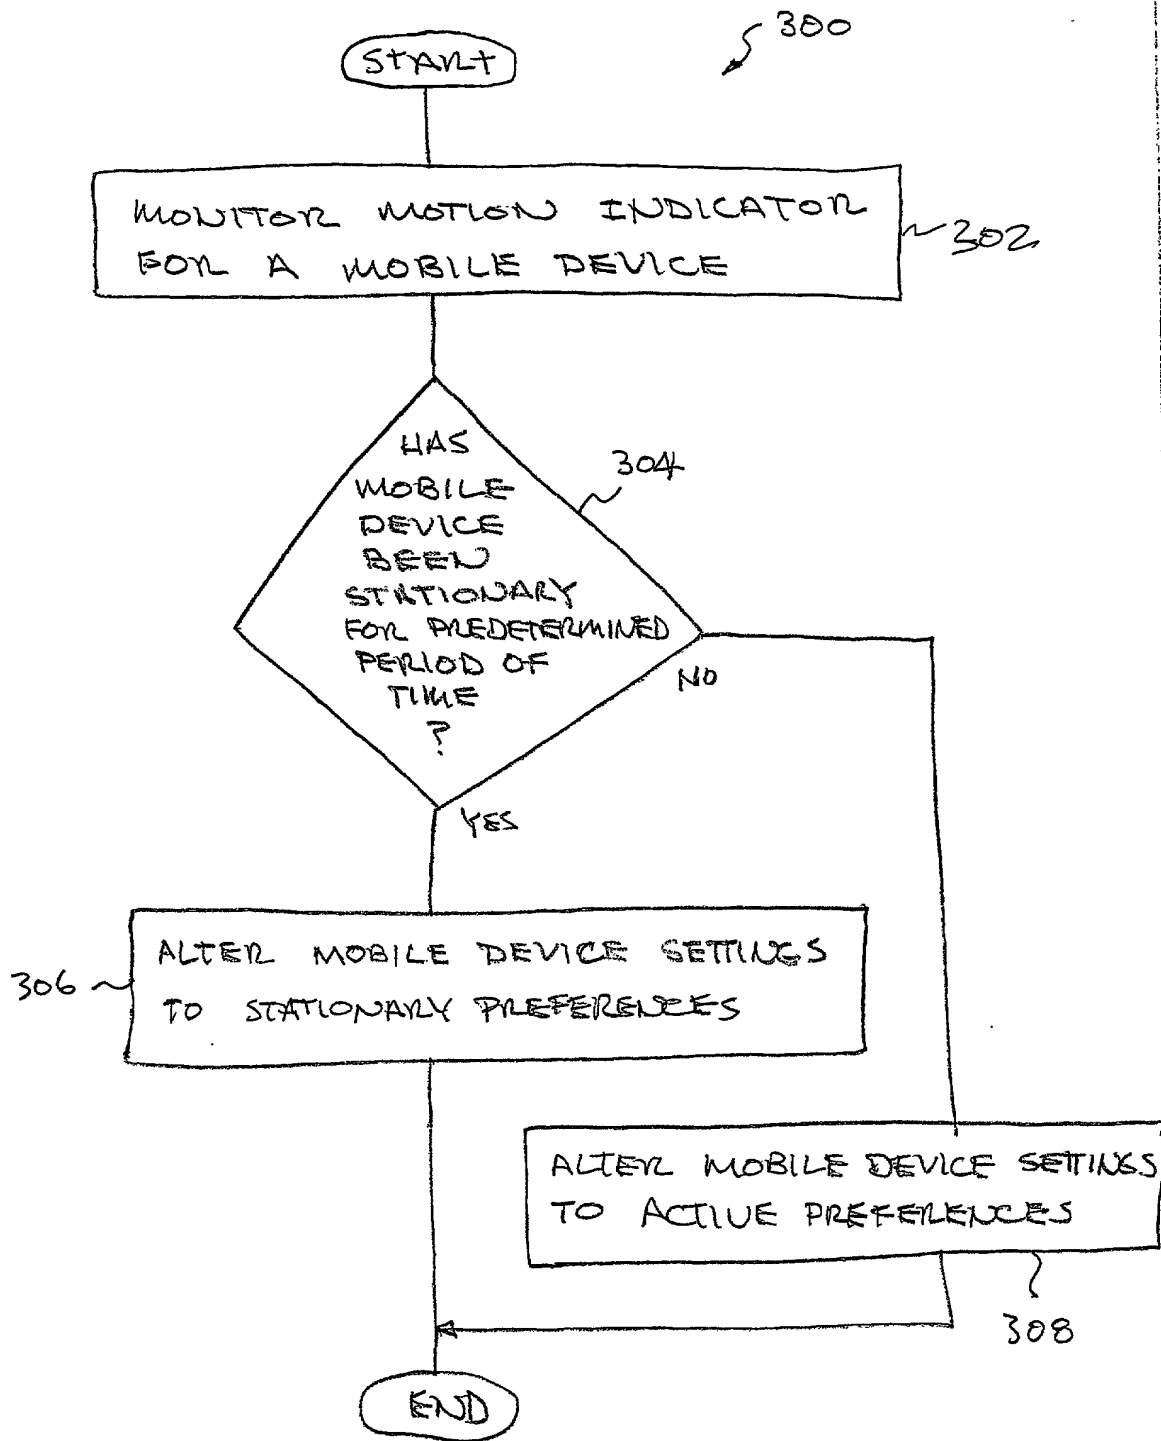 START
300
MONITOR MOTION INDICATOR
FOR A MOBILE DEVICE
302
HAS
MOBILE
DEVICE
BEEN
STATIONARY
FOR PREDETERMINED
PERIOD OF
TIME
?
304
NO
YES
ALTER MOBILE DEVICE SETTINGS
TO STATIONARY PREFERENCES
306
ALTER MOBILE DEVICE SETTINGS
TO ACTIVE PREFERENCES
308
END